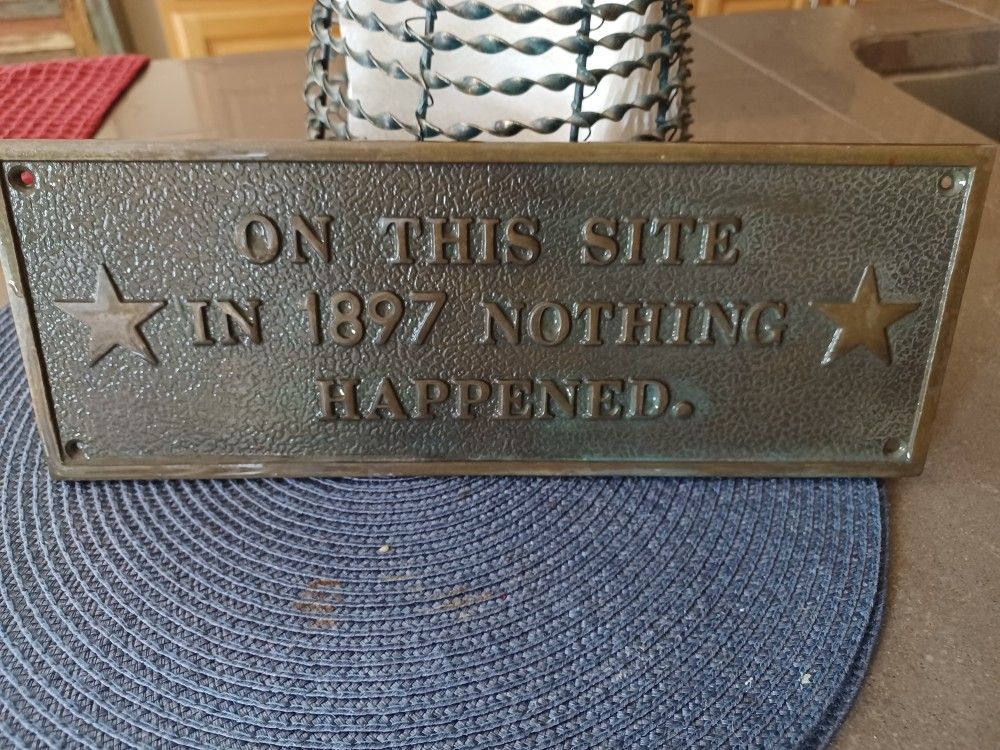 ON THIS SITE
IN 1897 NOTHING
HAPPENED.